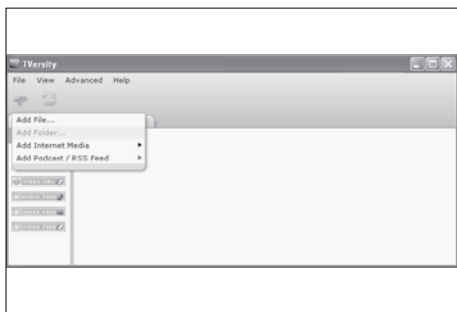 TVersity
File View Advanced Help
Add File...
Add Folder...
Add Internet Media
Add Podcast / RSS Feed